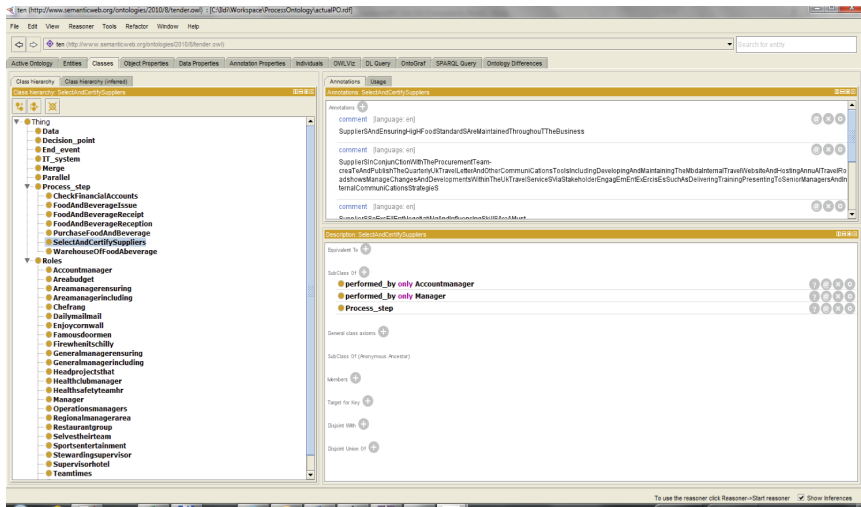 ten (http://www.semanticweb.org/ontologies/2010/8/tender.owl) : [C:\Bdi\Workspace\ProcessOntology\actualPO.rdf]
File Edit View Reasoner Tools Refactor Window Help
ten (http://www.semanticweb.org/ontologies/2010/8/tender.owl)
Search for entity
Active Ontology Entities Classes Object Properties Data Properties Annotation Properties Individuals OWLViz DL Query OntoGraf SPARQL Query Ontology Differences
Class hierarchy Class hierarchy (inferred)
Class hierarchy: SelectAndCertifySuppliers
Thing
Data
Decision_point
End_event
IT_system
Merge
Parallel
Process_step
CheckFinancialAccounts
FoodAndBeverageIssue
FoodAndBeverageReceipt
FoodAndBeverageReception
PurchaseFoodAndBeverage
SelectAndCertifySuppliers
WarehouseOfFoodAbeverage
Roles
Accountmanager
Areabudget
Areamanagerensuring
Areamanagerincluding
Chefrang
Dailymailmail
Enjoycornwall
Famousdoormen
Firewhenitschilly
Generalmanagerensuring
Generalmanagerincluding
Headprojectsthat
Healthclubmanager
Healthsafetyteamhr
Manager
Operationsmanagers
Regionalmanagerarea
Restaurantgroup
Selvestheirteam
Sportsentertainment
Stewardingsupervisor
Supervisorhotel
Teamtimes
Annotations Usage
Annotations: SelectAndCertifySuppliers
Annotations
comment [language: en]
SupplierSAndEnsuringHigHFoodStandardSAreMaintainedThroughouTTheBusiness
comment [language: en]
SupplierSInConjunCtionWithTheProcurementTeam-
creaTeAndPublishTheQuarterlyUkTravelLetterAndOtherCommuniCationsToolsIncludingDevelopingAndMaintainingTheMbdaInternalTravelWebsiteAndHostingAnnuAlTravelRo
adshowsManageChangesAndDevelopmentsWithinTheUkTravelServiceSViaStakeholderEngagEmEntExErcisEsSuchAsDeliveringTrainingPresentingToSeniorManagersAndIn
ternalCommuniCationsStrategieS
comment [language: en]
Description: SelectAndCertifySuppliers
Equivalent To
SubClass Of
performed_by only Accountmanager
performed_by only Manager
Process_step
General class axioms
SubClass Of (Anonymous Ancestor)
Members
Target for Key
Disjoint With
Disjoint Union Of
To use the reasoner click Reasoner->Start reasoner Show Inferences